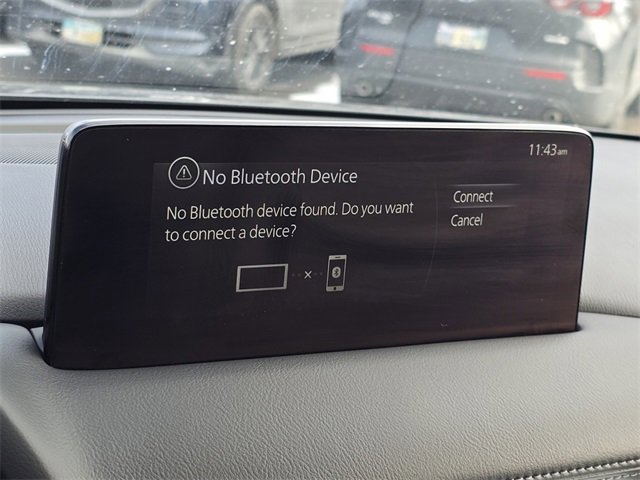 11:43am
No Bluetooth Device
No Bluetooth device found. Do you want
to connect a device?
Connect
Cancel